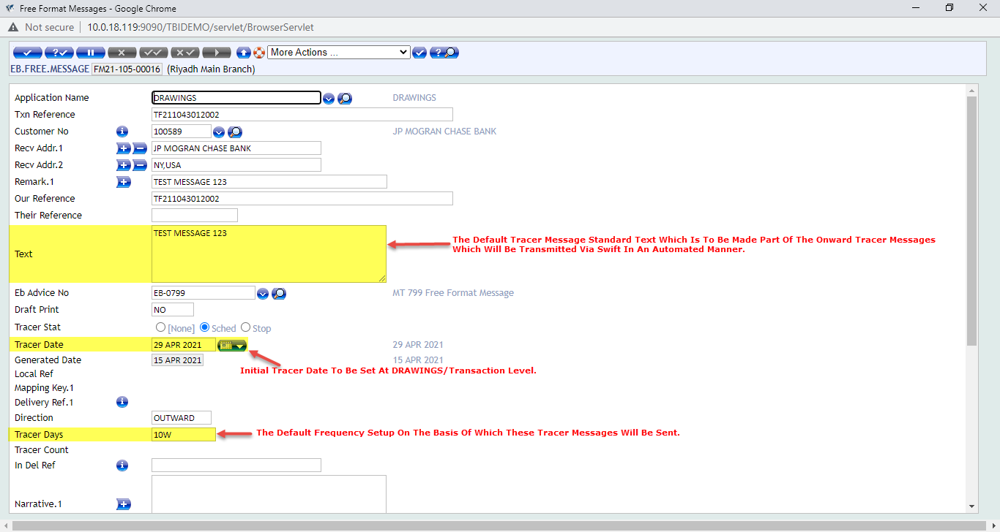 Free Format Messages - Google Chrome
Not secure 10.0.18.119:9090/TBIDEMO/servlet/BrowserServlet
More Actions ...
EB.FREE.MESSAGE FM21-105-00016 (Riyadh Main Branch)
Application Name DRAWINGS DRAWINGS
Txn Reference TF211043012002
Customer No 100589 JP MOGRAN CHASE BANK
Recv Addr.1 JP MOGRAN CHASE BANK
Recv Addr.2 NY,USA
Remark.1 TEST MESSAGE 123
Our Reference TF211043012002
Their Reference
TEST MESSAGE 123
The Default Tracer Message Standard Text Which Is To Be Made Part Of The Onward Tracer Messages
Which Will Be Transmitted Via Swift In An Automated Manner.
Text
Eb Advice No EB-0799 MT 799 Free Format Message
Draft Print NO
Tracer Stat [None] Sched Stop
Tracer Date 29 APR 2021 29 APR 2021
Generated Date 15 APR 2021 15 APR 2021
Initial Tracer Date To Be Set At DRAWINGS/Transaction Level.
Local Ref
Mapping Key.1
Delivery Ref.1
Direction OUTWARD
Tracer Days 10W The Default Frequency Setup On The Basis Of Which These Tracer Messages Will Be Sent.
Tracer Count
In Del Ref
Narrative.1